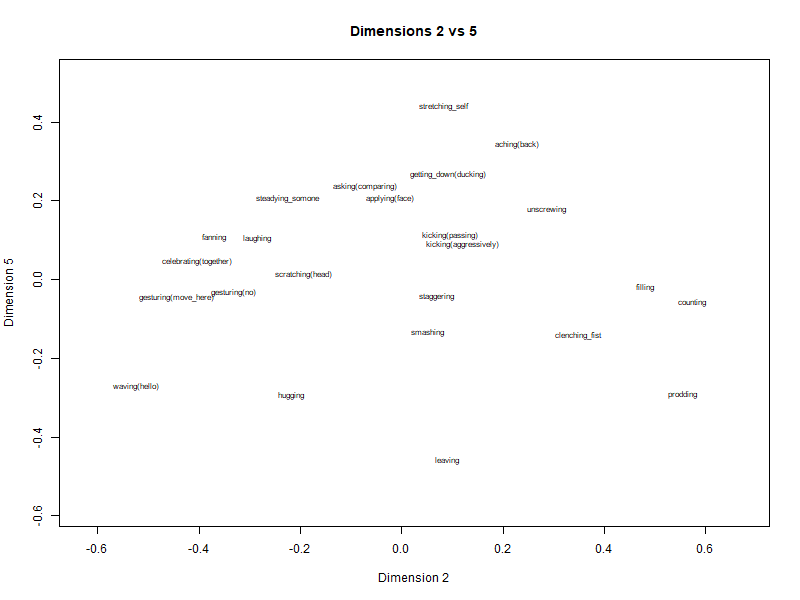 Dimensions 2 vs 5
stretching_self
aching(back)
getting_down(ducking)
asking(comparing)
steadying_somone
applying(face)
unscrewing
fanning
laughing
kicking(passing)
kicking(aggressively)
celebrating(together)
scratching(head)
gesturing(no)
gesturing(move_here)
staggering
filling
counting
smashing
clenching_fist
waving(hello)
hugging
prodding
leaving
0.4
0.2
0.0
-0.2
-0.4
-0.6
Dimension 5
-0.6 -0.4 -0.2 0.0 0.2 0.4 0.6
Dimension 2